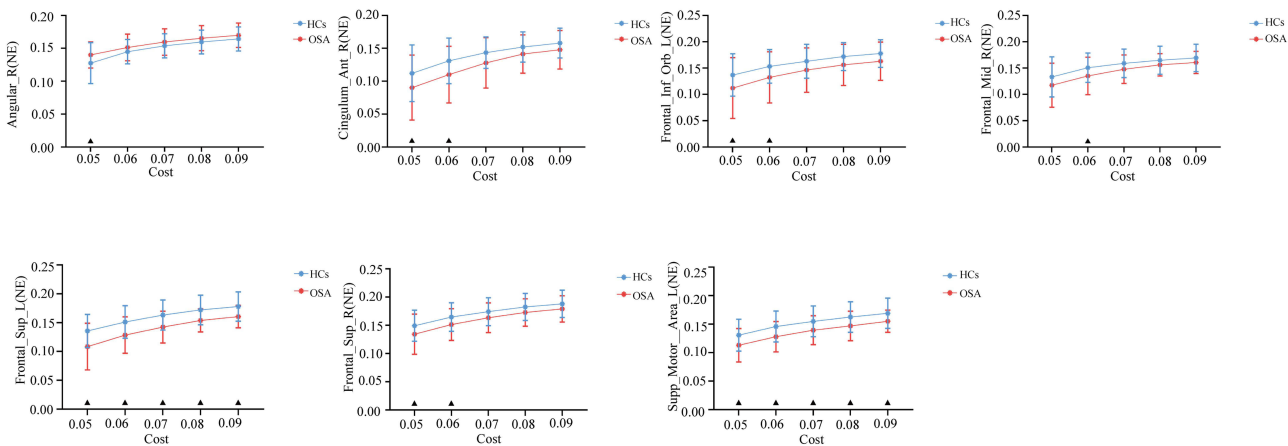 0.20
0.15
0.10
0.05
0.00
Angular_R(NE)
0.05 0.06 0.07 0.08 0.09
Cost
HCs
OSA
0.20
0.15
0.10
0.05
0.00
Cingulum_Ant_R(NE)
0.05 0.06 0.07 0.08 0.09
Cost
HCs
OSA
0.25
0.20
0.15
0.10
0.05
0.00
Frontal_Inf_Orb_L(NE)
0.05 0.06 0.07 0.08 0.09
Cost
HCs
OSA
0.25
0.20
0.15
0.10
0.05
0.00
Frontal_Mid_R(NE)
0.05 0.06 0.07 0.08 0.09
Cost
HCs
OSA
0.25
0.20
0.15
0.10
0.05
0.00
Frontal_Sup_L(NE)
0.05 0.06 0.07 0.08 0.09
Cost
HCs
OSA
0.25
0.20
0.15
0.10
0.05
0.00
Frontal_Sup_R(NE)
0.05 0.06 0.07 0.08 0.09
Cost
HCs
OSA
0.25
0.20
0.15
0.10
0.05
0.00
Supp_Motor__Area_L(NE)
0.05 0.06 0.07 0.08 0.09
Cost
HCs
OSA